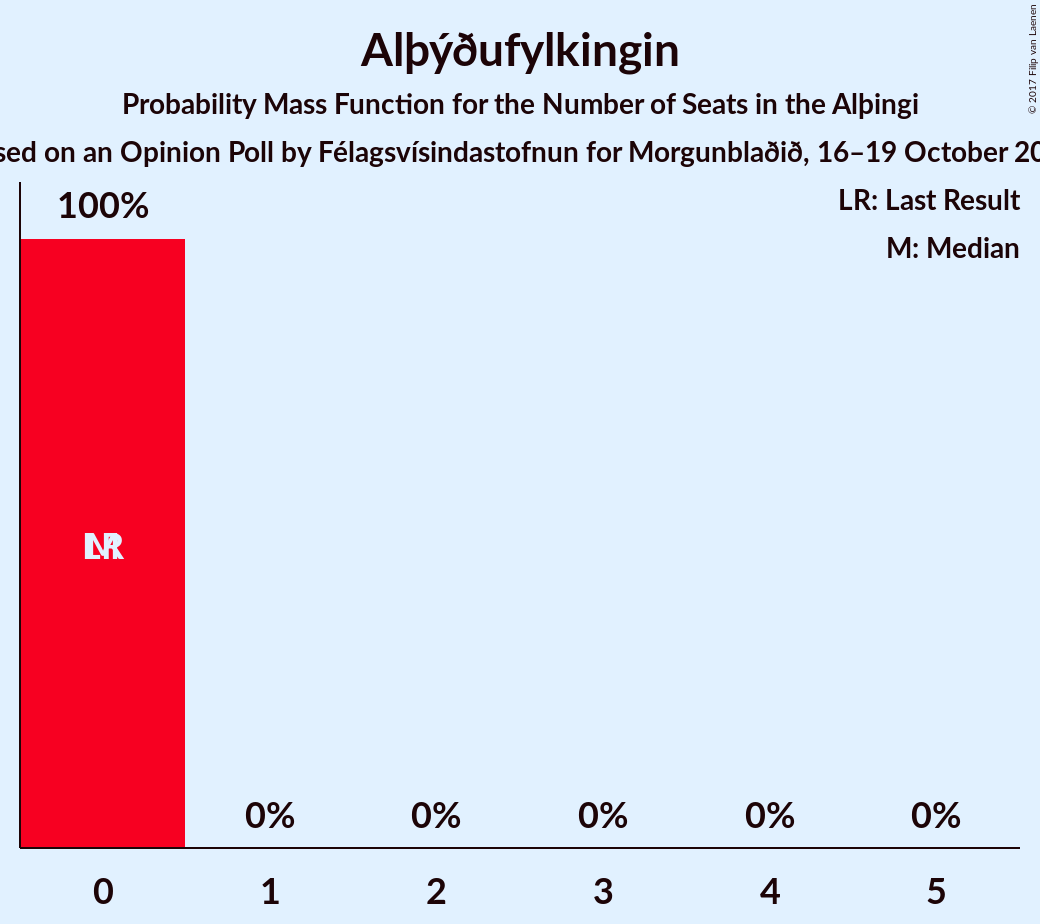 Alþýðufylkingin
Probability Mass Function for the Number of Seats in the Alþingi
on an Opinion Poll by Félagsvísindastofnun for Morgunblaðið, 16–19 October
LR: Last Result
M: Median
100%
LR
M
0% 0% 0% 0% 0%
0 1 2 3 4 5
© 2017 Filip van Laenen